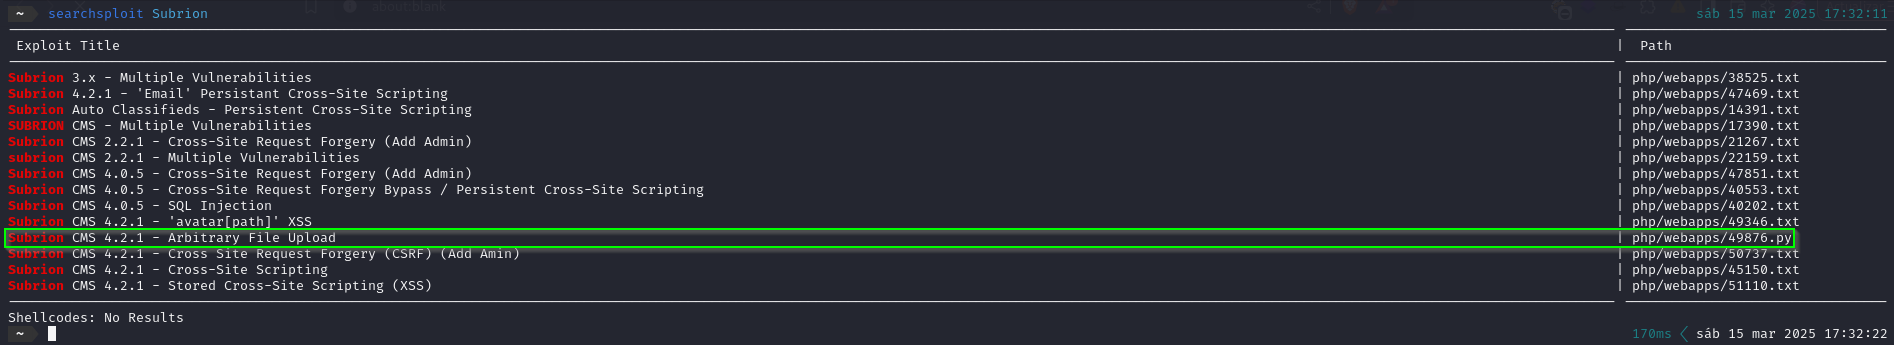 ~ searchsploit Subrion sáb 15 mar 2025 17:32:11
Exploit Title | Path
Subrion 3.x - Multiple Vulnerabilities | php/webapps/38525.txt
Subrion 4.2.1 - 'Email' Persistant Cross-Site Scripting | php/webapps/47469.txt
Subrion Auto Classifieds - Persistent Cross-Site Scripting | php/webapps/14391.txt
SUBRION CMS - Multiple Vulnerabilities | php/webapps/17390.txt
Subrion CMS 2.2.1 - Cross-Site Request Forgery (Add Admin) | php/webapps/21267.txt
subrion CMS 2.2.1 - Multiple Vulnerabilities | php/webapps/22159.txt
Subrion CMS 4.0.5 - Cross-Site Request Forgery (Add Admin) | php/webapps/47851.txt
Subrion CMS 4.0.5 - Cross-Site Request Forgery Bypass / Persistent Cross-Site Scripting | php/webapps/40553.txt
Subrion CMS 4.0.5 - SQL Injection | php/webapps/40202.txt
Subrion CMS 4.2.1 - 'avatar[path]' XSS | php/webapps/49346.txt
Subrion CMS 4.2.1 - Arbitrary File Upload | php/webapps/49876.py
Subrion CMS 4.2.1 - Cross Site Request Forgery (CSRF) (Add Amin) | php/webapps/50737.txt
Subrion CMS 4.2.1 - Cross-Site Scripting | php/webapps/45150.txt
Subrion CMS 4.2.1 - Stored Cross-Site Scripting (XSS) | php/webapps/51110.txt
Shellcodes: No Results
~ 170ms sáb 15 mar 2025 17:32:22